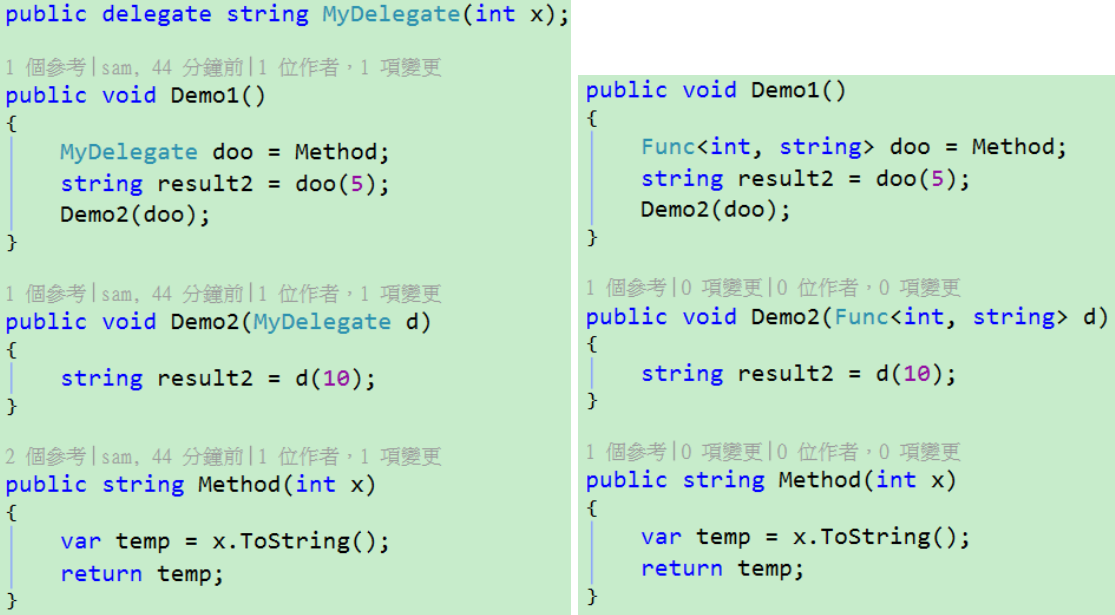 public delegate string MyDelegate(int x);
1 個參考|sam, 44 分鐘前|1 位作者，1 項變更
public void Demo1()
{
MyDelegate doo = Method;
string result2 = doo(5);
Demo2(doo);
}
1 個參考|sam, 44 分鐘前|1 位作者，1 項變更
public void Demo2(MyDelegate d)
{
string result2 = d(10);
}
2 個參考|sam, 44 分鐘前|1 位作者，1 項變更
public string Method(int x)
{
var temp = x.ToString();
return temp;
}
public void Demo1()
{
Func<int, string> doo = Method;
string result2 = doo(5);
Demo2(doo);
}
1 個參考|0 項變更|0 位作者，0 項變更
public void Demo2(Func<int, string> d)
{
string result2 = d(10);
}
1 個參考|0 項變更|0 位作者，0 項變更
public string Method(int x)
{
var temp = x.ToString();
return temp;
}